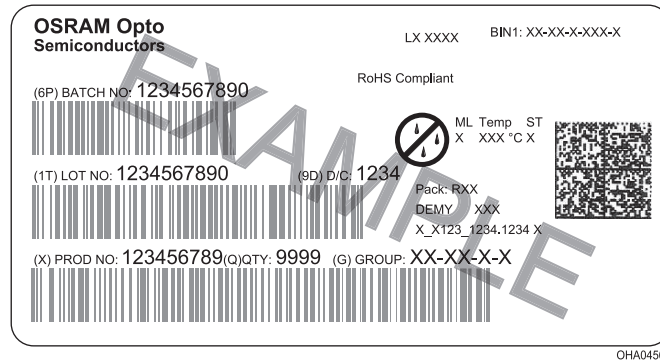 OSRAM Opto
Semiconductors
LX XXXX
BIN1: XX-XX-X-XXX-X
RoHS Compliant
(6P) BATCH NO: 1234567890
ML Temp ST
X XXX °C X
(1T) LOT NO: 1234567890
(9D) D/C: 1234
Pack: RXX
DEMY XXX
X_X123_1234.1234 X
(X) PROD NO: 123456789(Q)QTY: 9999 (G) GROUP: XX-XX-X-X
EXAMPLE